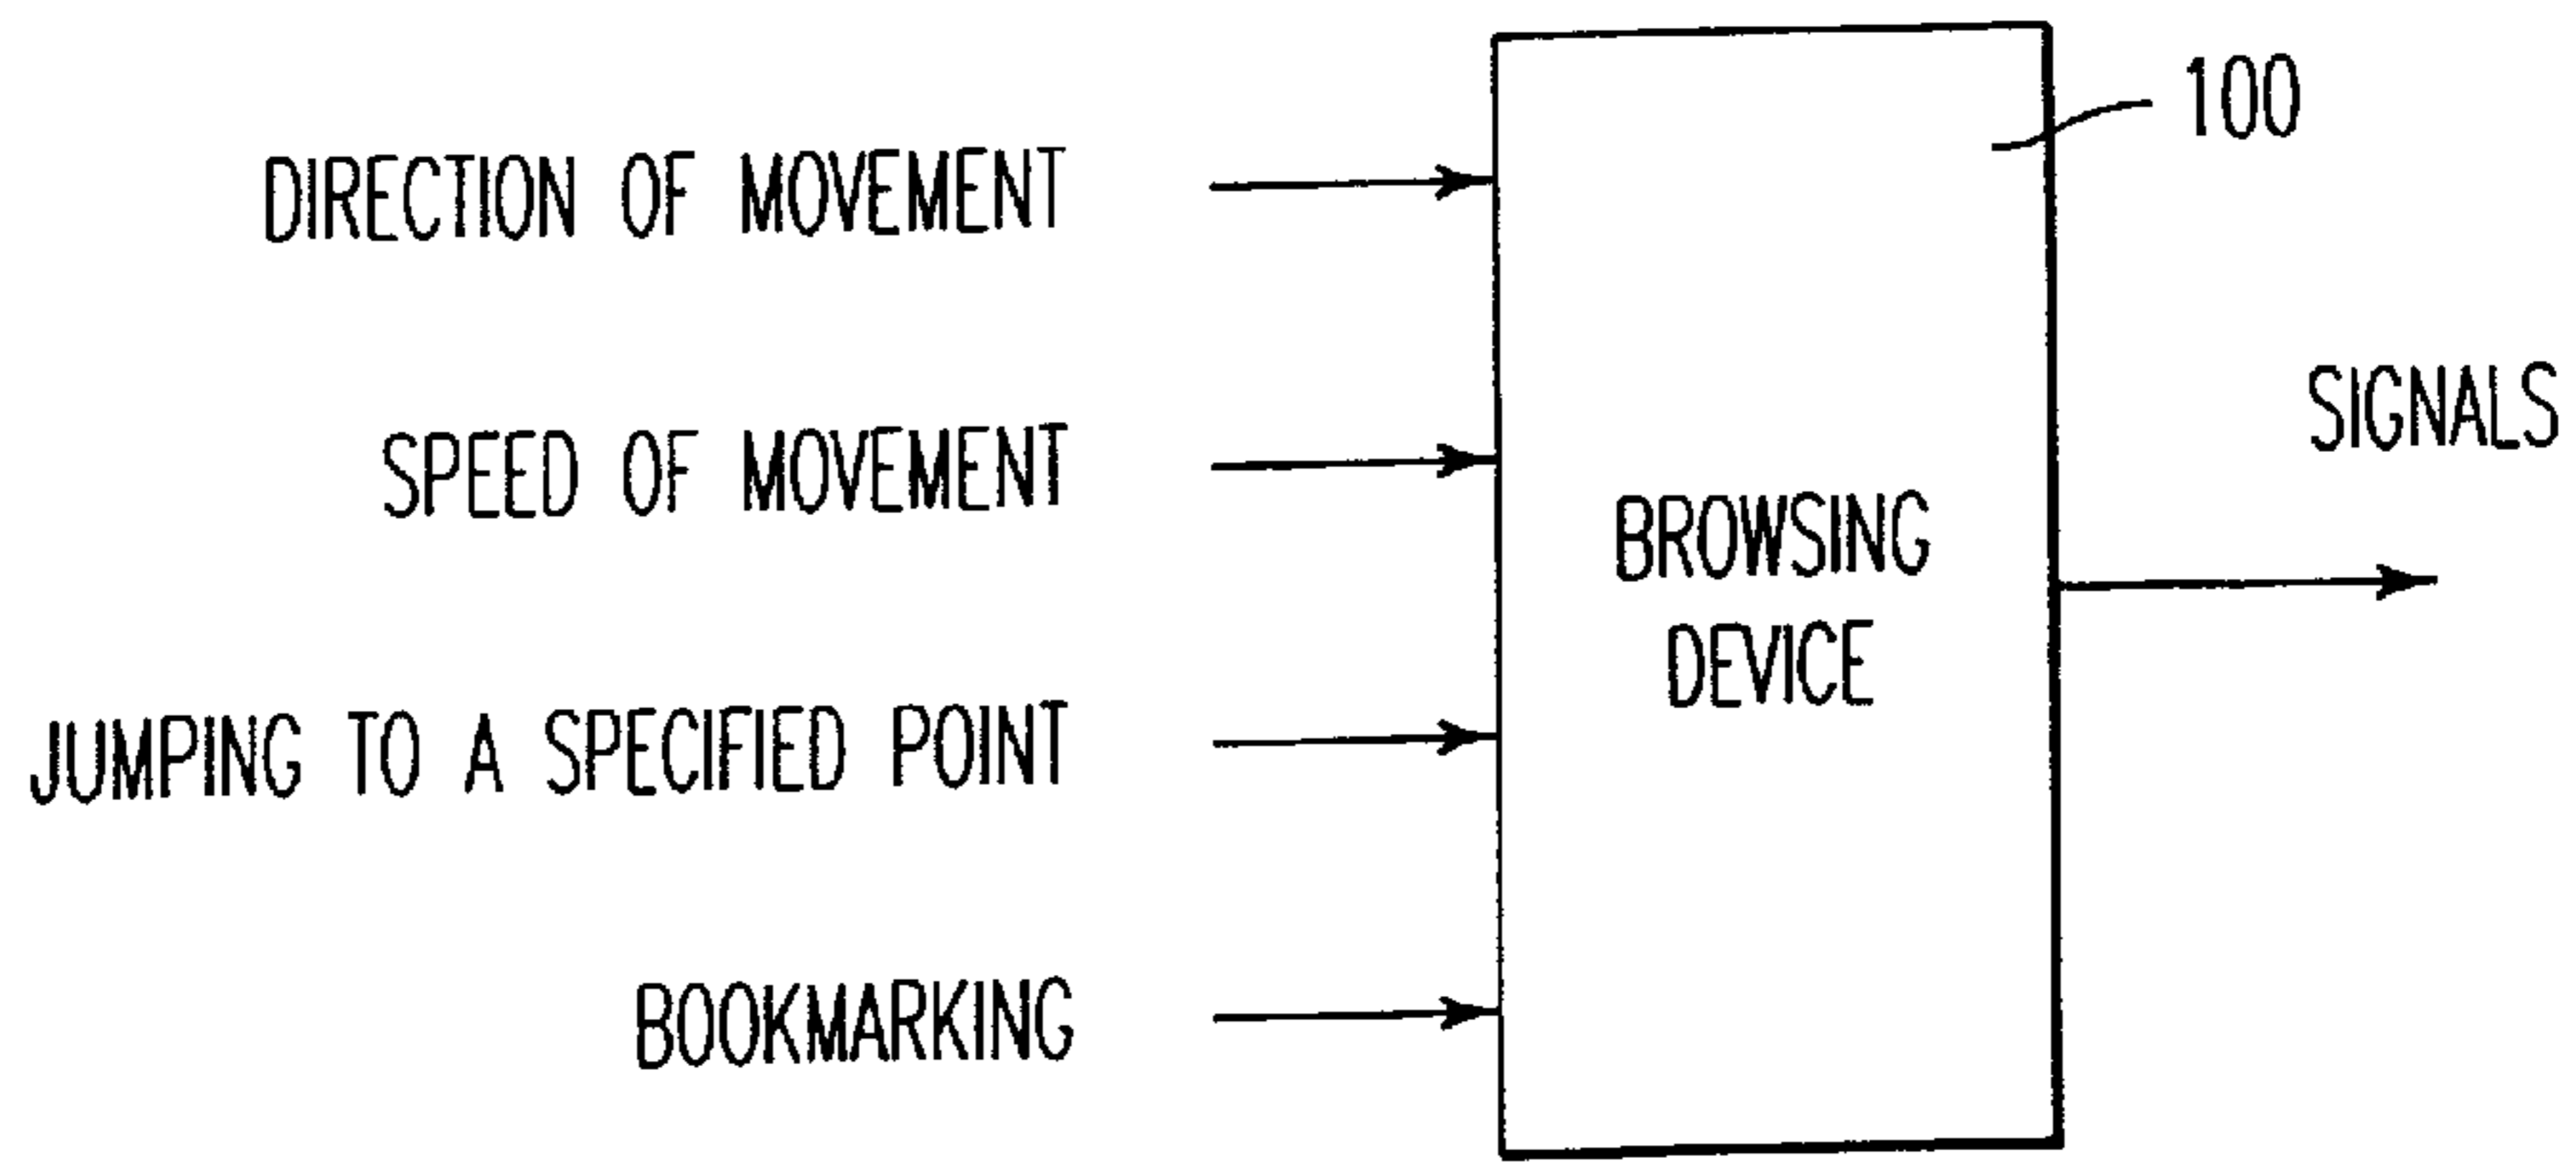 DIRECTION OF MOVEMENT
SPEED OF MOVEMENT
JUMPING TO A SPECIFIED POINT
BOOKMARKING
BROWSING
DEVICE
100
SIGNALS